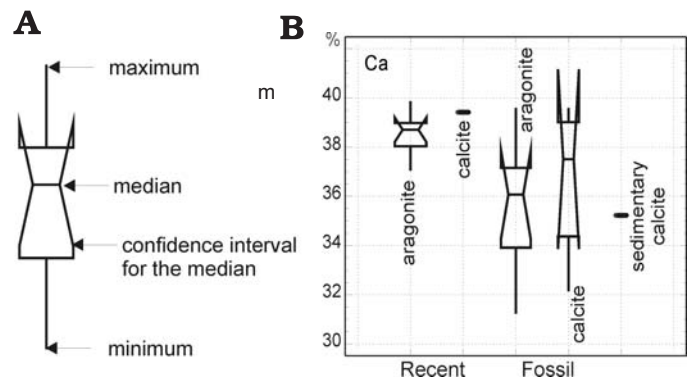 A
maximum
m
median
confidence interval
for the median
minimum
B
%
Ca
40
38
36
34
32
30
aragonite
calcite
aragonite
calcite
sedimentary
calcite
Recent
Fossil